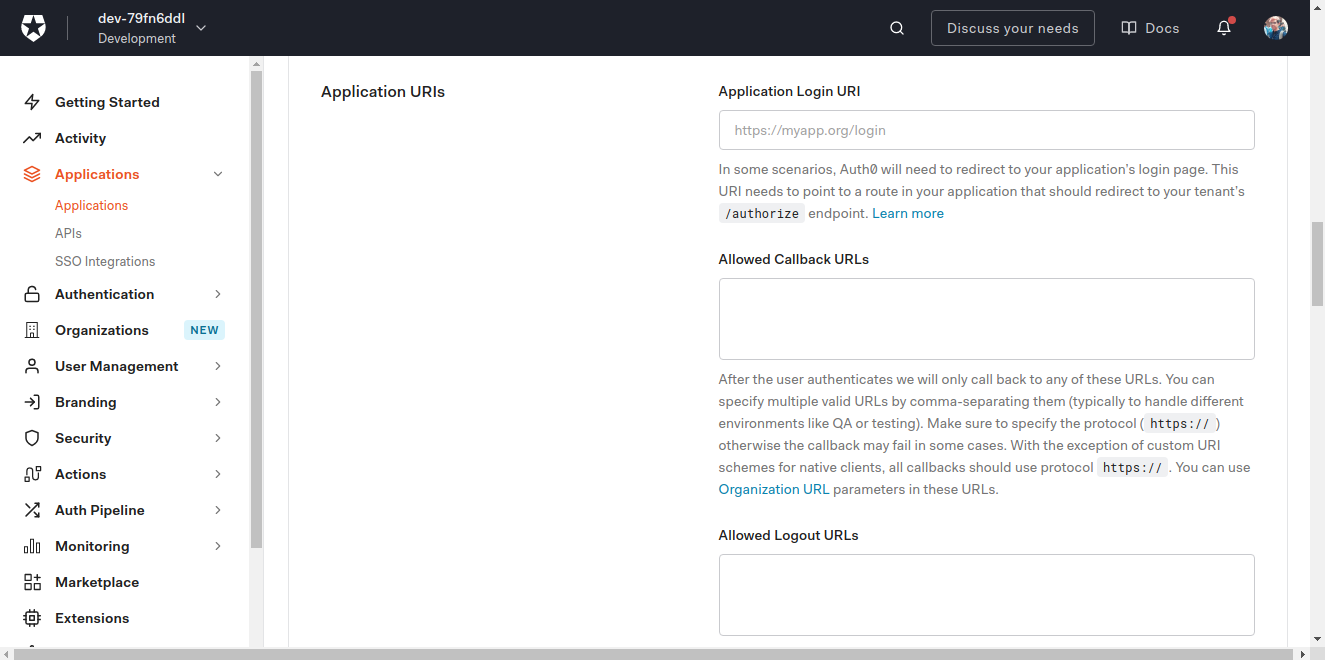 dev-79fn6ddl
Development
Discuss your needs
Docs
Getting Started
Activity
Applications
Applications
APIs
SSO Integrations
Authentication
Organizations NEW
User Management
Branding
Security
Actions
Auth Pipeline
Monitoring
Marketplace
Extensions
Application URIs
Application Login URI
https://myapp.org/login
In some scenarios, Auth0 will need to redirect to your application's login page. This
URI needs to point to a route in your application that should redirect to your tenant's
/authorize endpoint. Learn more
Allowed Callback URLs
After the user authenticates we will only call back to any of these URLs. You can
specify multiple valid URLs by comma-separating them (typically to handle different
environments like QA or testing). Make sure to specify the protocol ( https:// )
otherwise the callback may fail in some cases. With the exception of custom URI
schemes for native clients, all callbacks should use protocol https:// . You can use
Organization URL parameters in these URLs.
Allowed Logout URLs